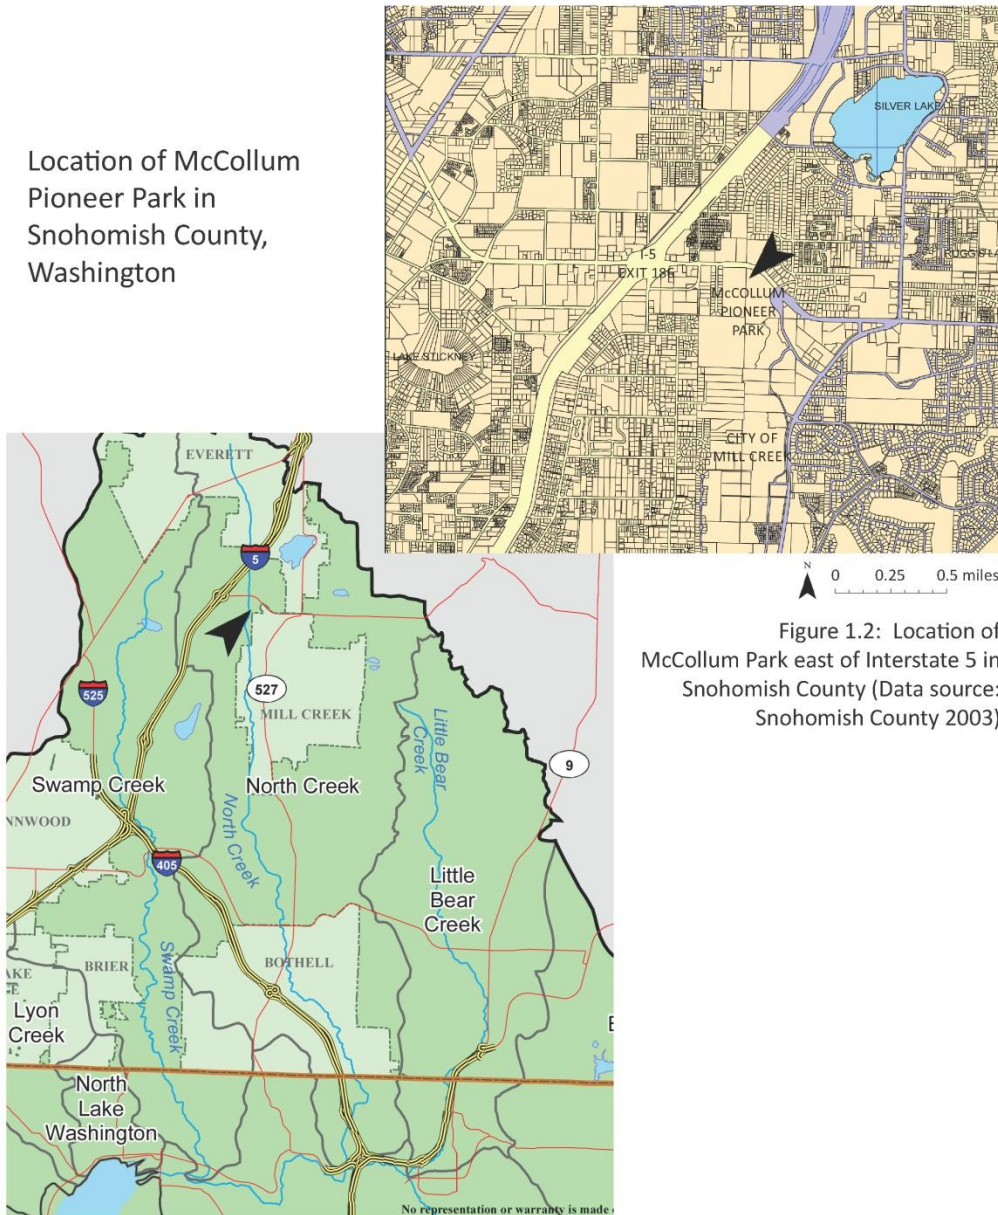 Location of McCollum
Pioneer Park in
Snohomish County,
Washington
SILVER LAKE
I-5
EXIT 186
McCOLLUM
PIONEER
PARK
LAKE STICKNEY
CITY OF
MILL CREEK
N
0 0.25 0.5 miles
Figure 1.2: Location of
McCollum Park east of Interstate 5 in
Snohomish County (Data source:
Snohomish County 2003)
EVERETT
5
525
527
MILL CREEK
Little Bear
Creek
9
Swamp Creek
North Creek
NNWOOD
North Creek
405
Little
Bear
Creek
BRIER
Swamp Creek
BOTHELL
AKE
Lyon
Creek
North
Lake
Washington
No representation or warranty is made